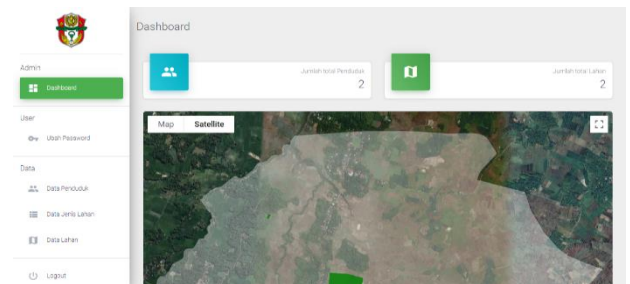 Dashboard
Admin
Dashboard
User
Ubah Password
Data
Data Penduduk
Data Jenis Lahan
Data Lahan
Logout
Jumlah total Penduduk
2
Jumlah total Lahan
2
Map Satellite